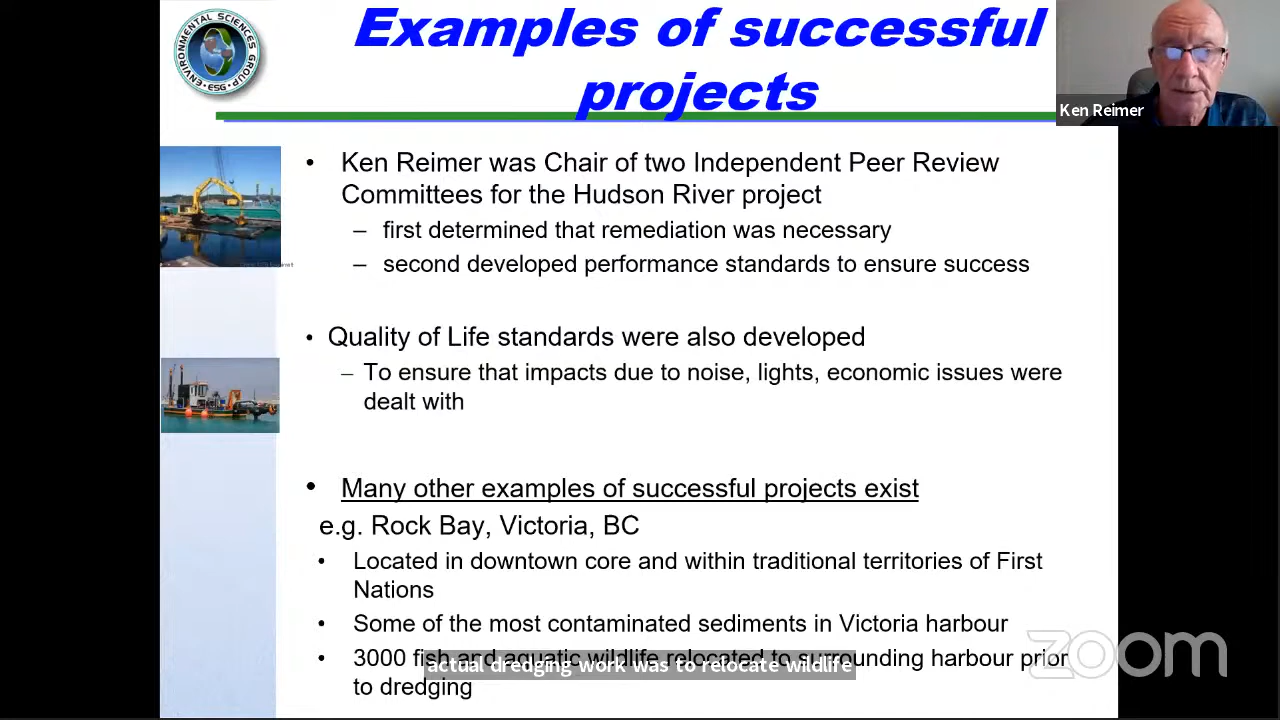 Examples of successful
projects
ENVIRONMENTAL SCIENCES GROUP
ESG
Ken Reimer
• Ken Reimer was Chair of two Independent Peer Review
Committees for the Hudson River project
– first determined that remediation was necessary
– second developed performance standards to ensure success
• Quality of Life standards were also developed
– To ensure that impacts due to noise, lights, economic issues were
dealt with
• Many other examples of successful projects exist
e.g. Rock Bay, Victoria, BC
• Located in downtown core and within traditional territories of First
Nations
• Some of the most contaminated sediments in Victoria harbour
• 3000 fish and aquatic wildlife relocated to surrounding harbour prior
to dredging
actual dredging work was to relocate wildlife
zoom